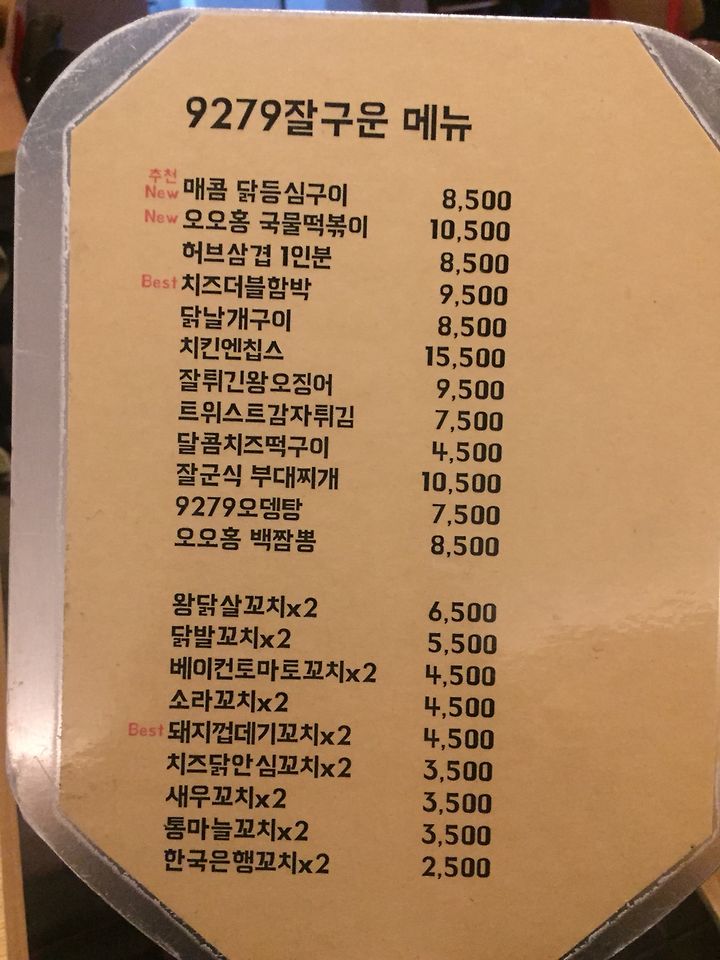 9279잘구운 메뉴
추천
New 매콤 닭등심구이 8,500
New 오오홍 국물떡볶이 10,500
허브삼겹 1인분 8,500
Best 치즈더블함박 9,500
닭날개구이 8,500
치킨엔칩스 15,500
잘튀긴왕오징어 9,500
트위스트감자튀김 7,500
달콤치즈떡구이 4,500
잘군식 부대찌개 10,500
9279오뎅탕 7,500
오오홍 백짬뽕 8,500
왕닭살꼬치x2 6,500
닭발꼬치x2 5,500
베이컨토마토꼬치x2 4,500
소라꼬치x2 4,500
Best 돼지껍데기꼬치x2 4,500
치즈닭안심꼬치x2 3,500
새우꼬치x2 3,500
통마늘꼬치x2 3,500
한국은행꼬치x2 2,500